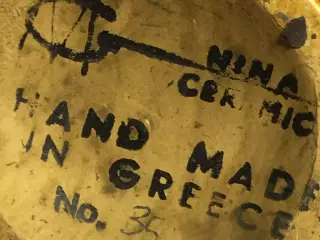 NINA
CERAMIC
HAND MADE
IN GREECE
No. 35